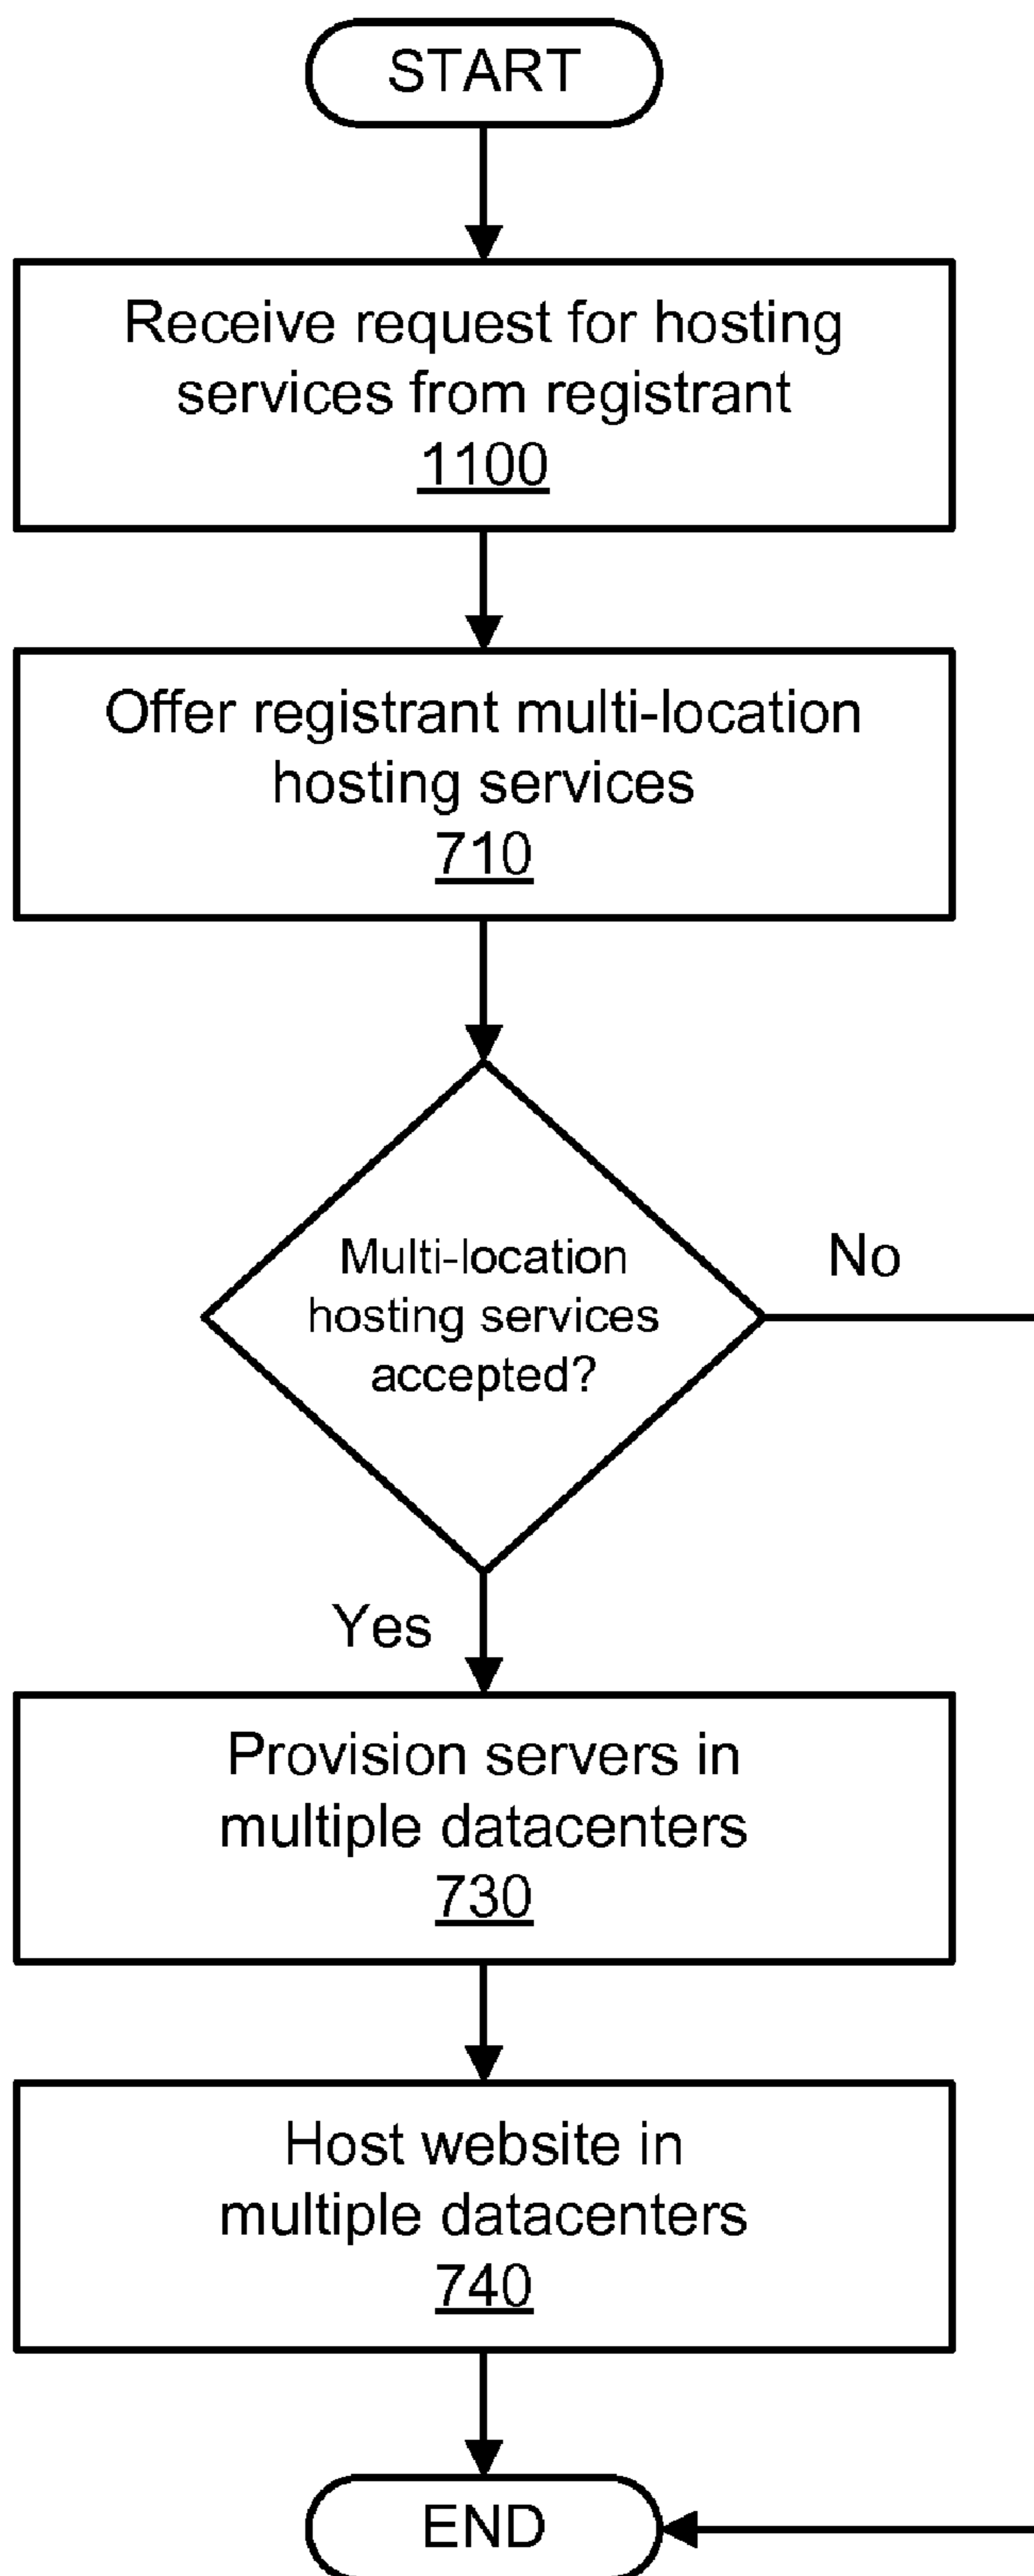 START
Receive request for hosting
services from registrant
1100
Offer registrant multi-location
hosting services
710
Multi-location
hosting services
accepted?
No
Yes
Provision servers in
multiple datacenters
730
Host website in
multiple datacenters
740
END